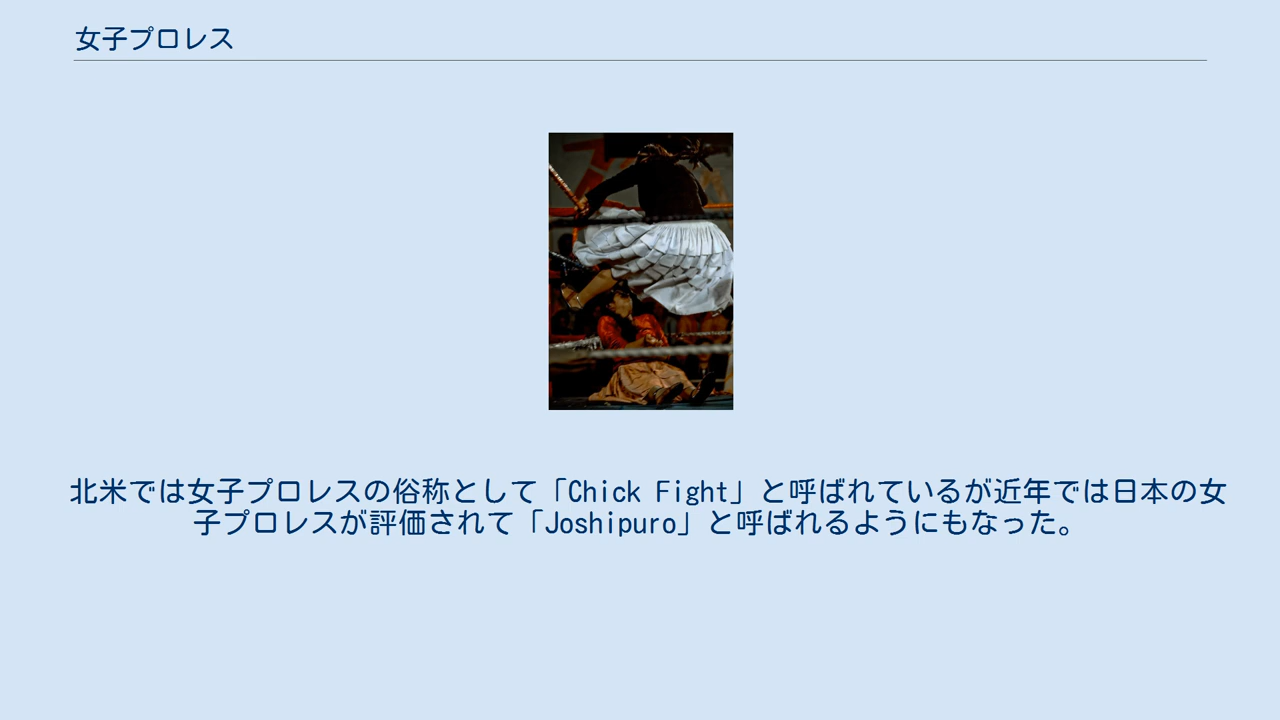 女子プロレス
北米では女子プロレスの俗称として「Chick Fight」と呼ばれているが近年では日本の女
子プロレスが評価されて「Joshipuro」と呼ばれるようにもなった。